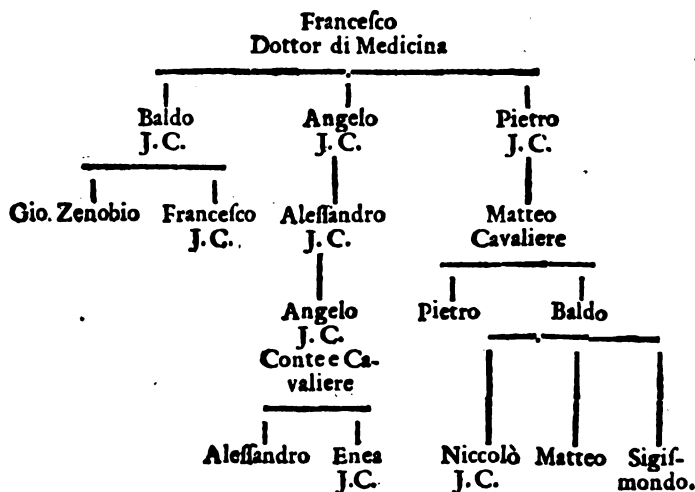 Franceſco
Dottor di Medicina
Baldo Angelo Pietro
J. C. J. C. J. C.
Gio. Zenobio Franceſco Aleſſandro Matteo
J. C. J. C. Cavaliere
Angelo Pietro Baldo
J. C.
Conte e Ca-
valiere
Aleſſandro Enea Niccolò Matteo Sigiſ-
J. C. J. C. mondo.